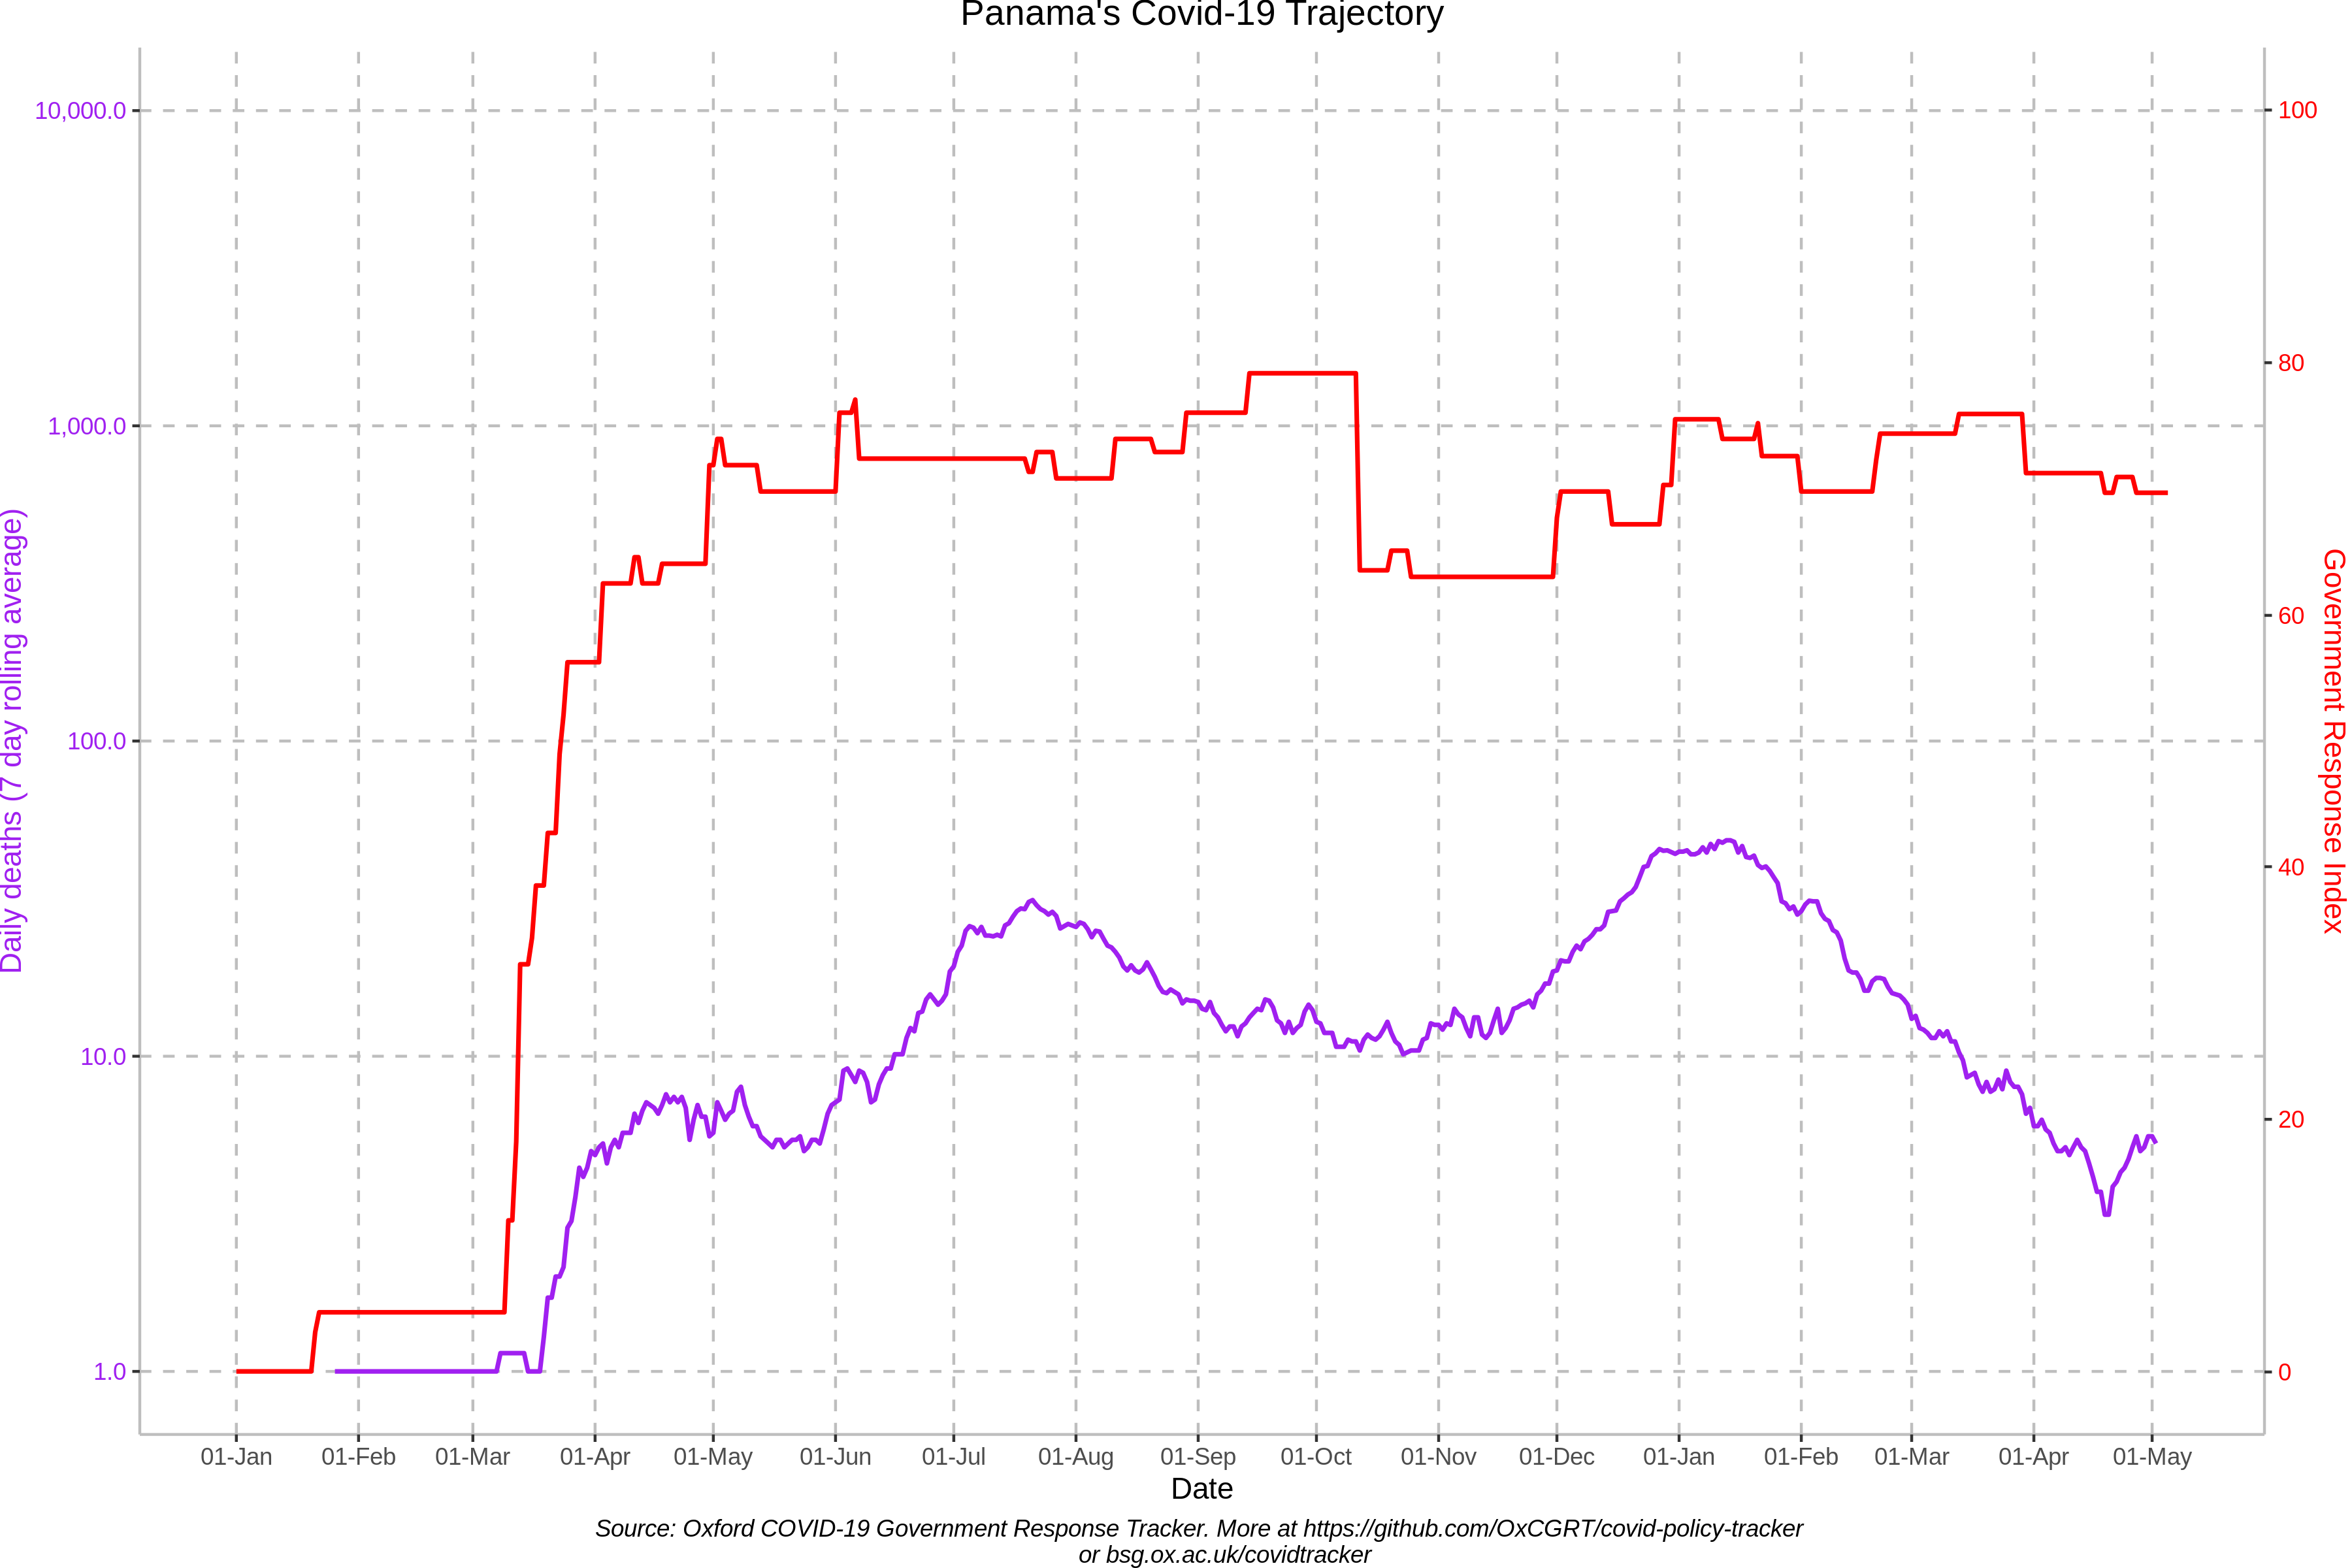 Panama's Covid-19 Trajectory
10,000.0
1,000.0
100.0
10.0
1.0
Daily deaths (7 day rolling average)
100
80
60
40
20
0
Government Response Index
01-Jan 01-Feb 01-Mar 01-Apr 01-May 01-Jun 01-Jul 01-Aug 01-Sep 01-Oct 01-Nov 01-Dec 01-Jan 01-Feb 01-Mar 01-Apr 01-May
Date
Source: Oxford COVID-19 Government Response Tracker. More at https://github.com/OxCGRT/covid-policy-tracker
or bsg.ox.ac.uk/covidtracker